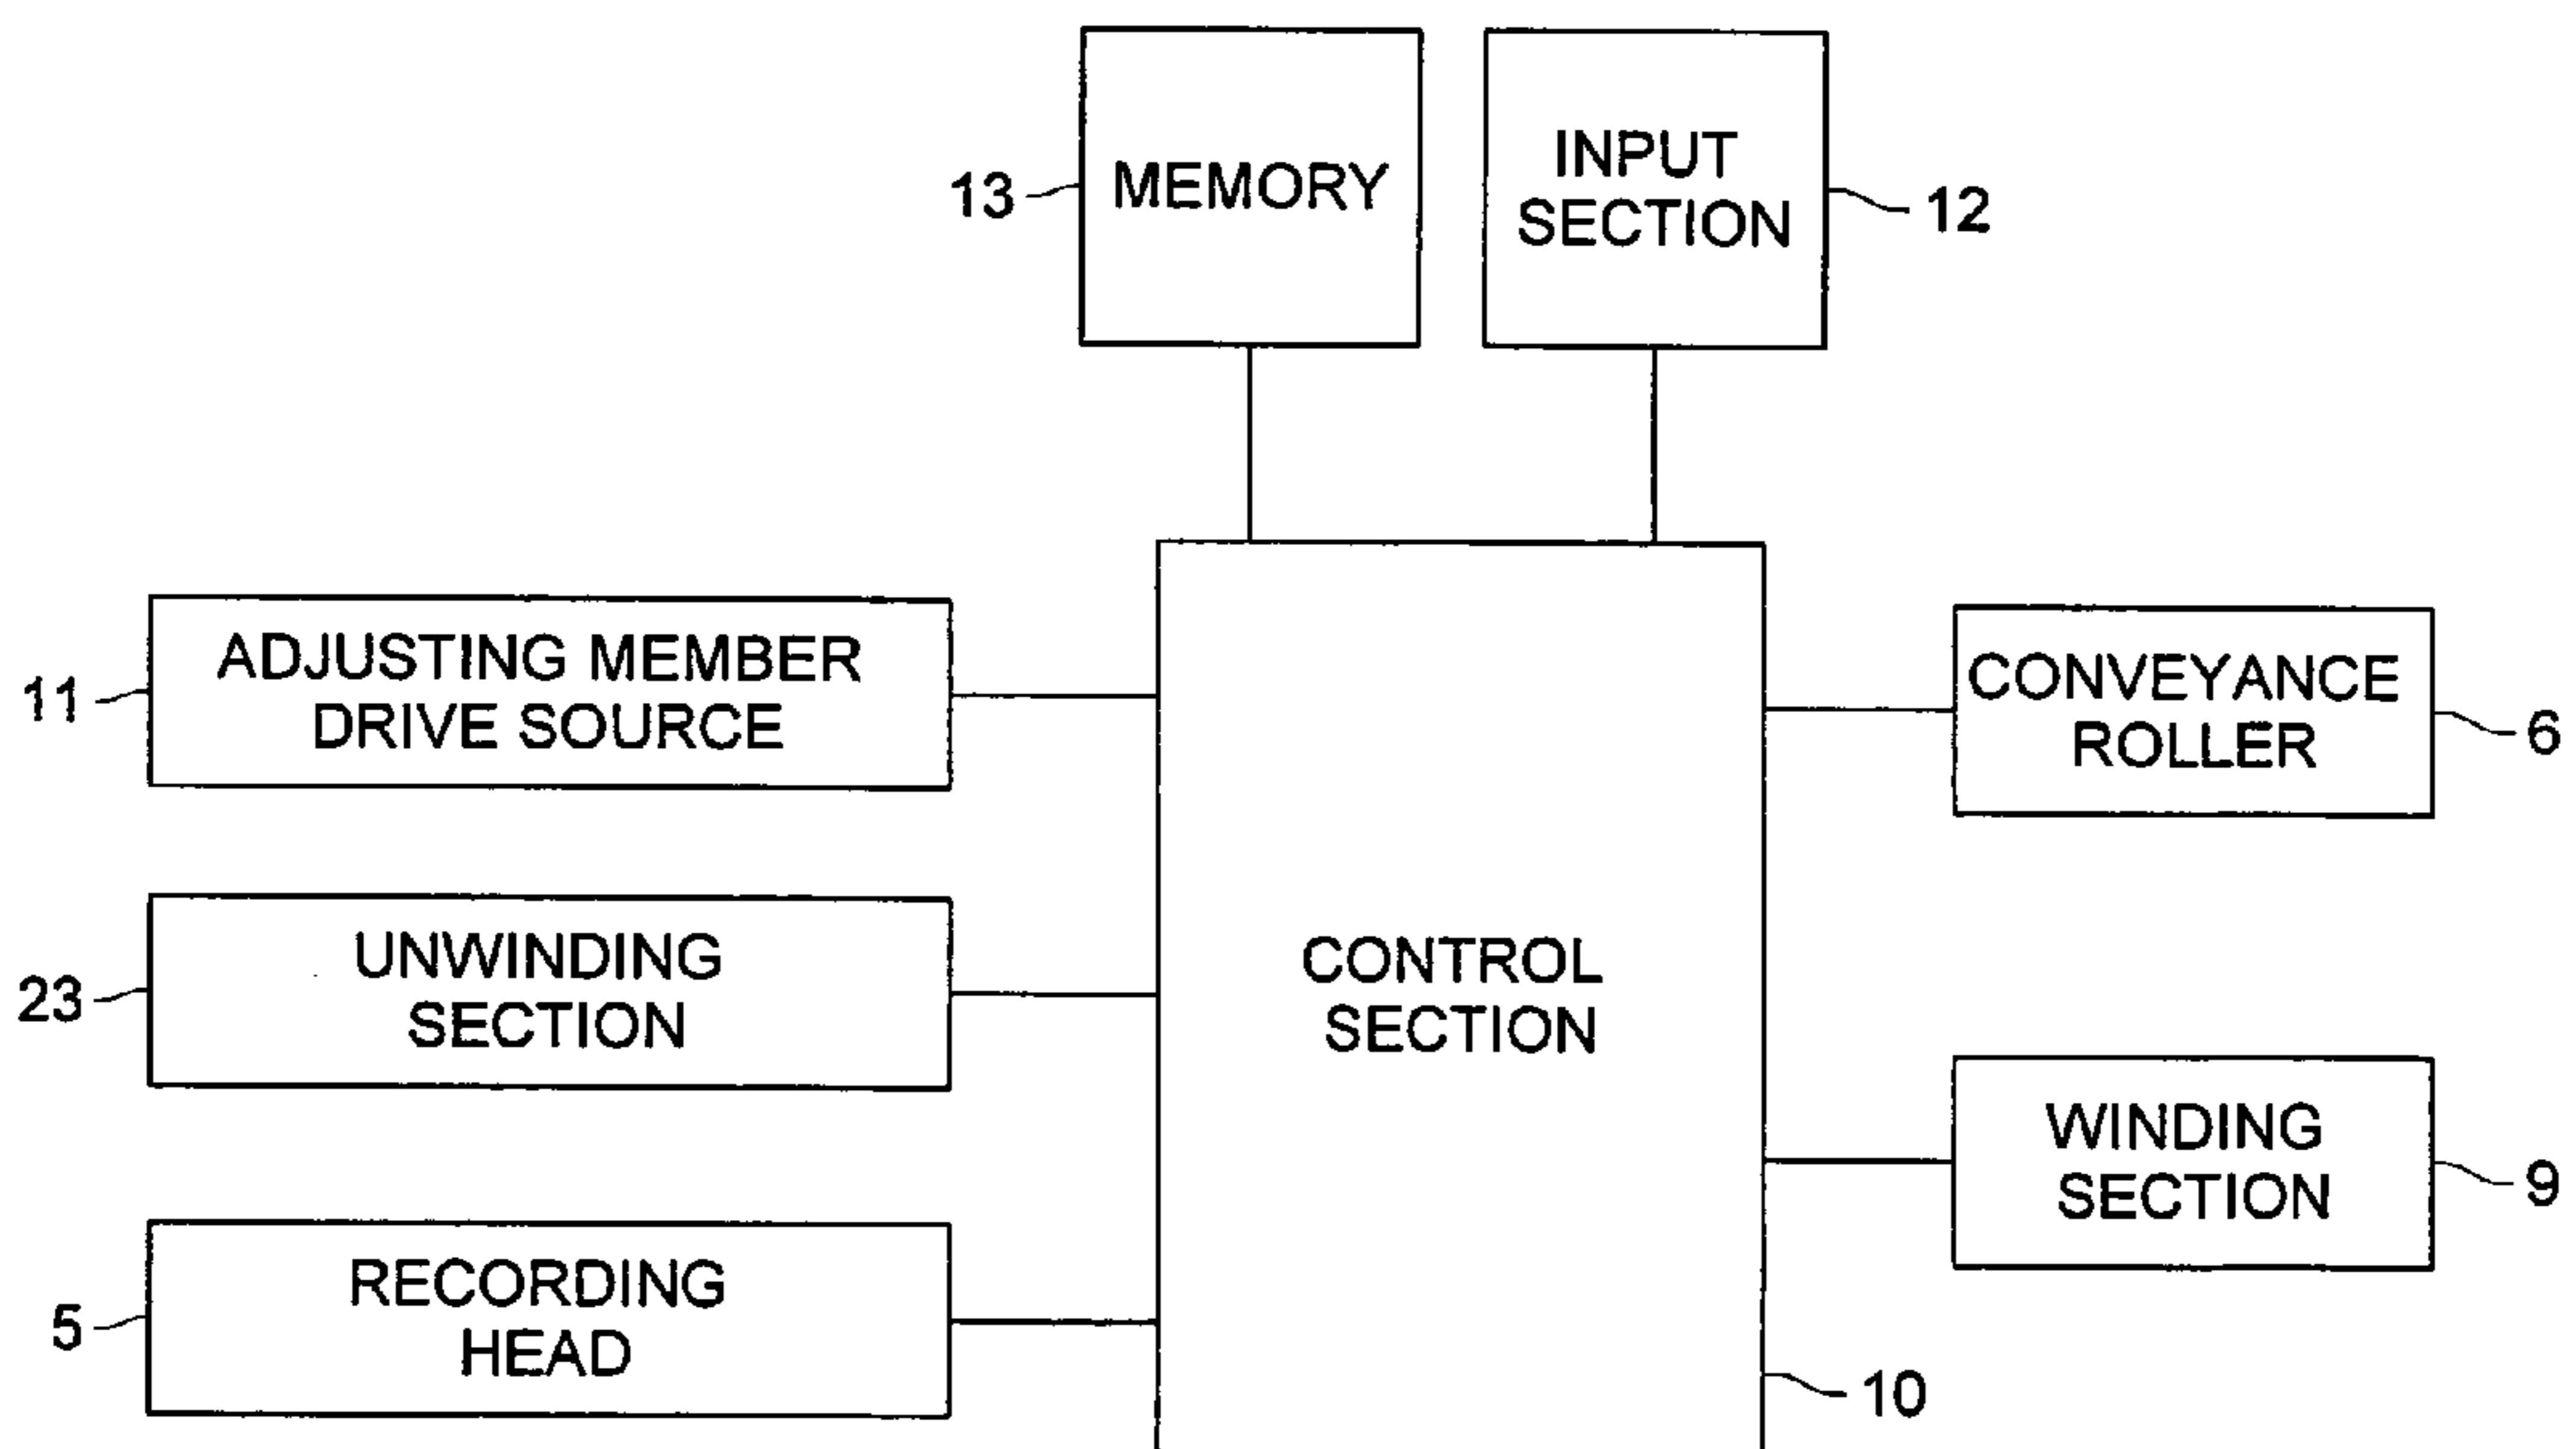 MEMORY
13
INPUT
SECTION
12
ADJUSTING MEMBER
DRIVE SOURCE
11
CONVEYANCE
ROLLER
6
UNWINDING
SECTION
23
CONTROL
SECTION
10
WINDING
SECTION
9
RECORDING
HEAD
5